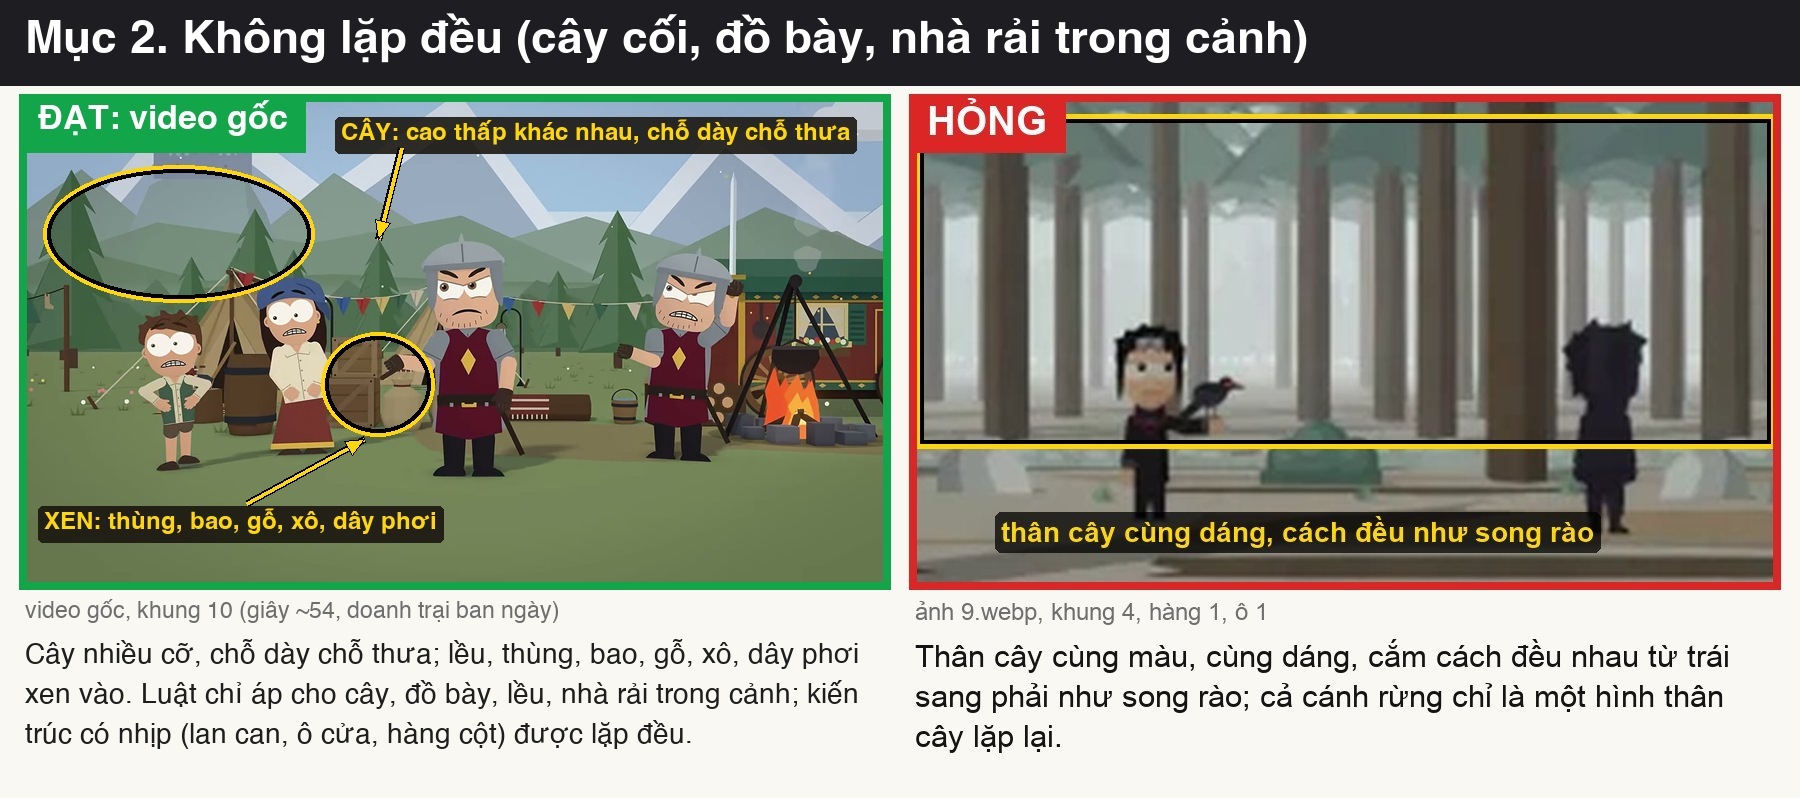 Mục 2. Không lặp đều (cây cối, đồ bày, nhà rải trong cảnh)
ĐẠT: video gốc
CÂY: cao thấp khác nhau, chỗ dày chỗ thưa
XEN: thùng, bao, gỗ, xô, dây phơi
video gốc, khung 10 (giây ~54, doanh trại ban ngày)
Cây nhiều cỡ, chỗ dày chỗ thưa; lều, thùng, bao, gỗ, xô, dây phơi
xen vào. Luật chỉ áp cho cây, đồ bày, lều, nhà rải trong cảnh; kiến
trúc có nhịp (lan can, ô cửa, hàng cột) được lặp đều.
HỎNG
thân cây cùng dáng, cách đều như song rào
ảnh 9.webp, khung 4, hàng 1, ô 1
Thân cây cùng màu, cùng dáng, cắm cách đều nhau từ trái
sang phải như song rào; cả cánh rừng chỉ là một hình thân
cây lặp lại.